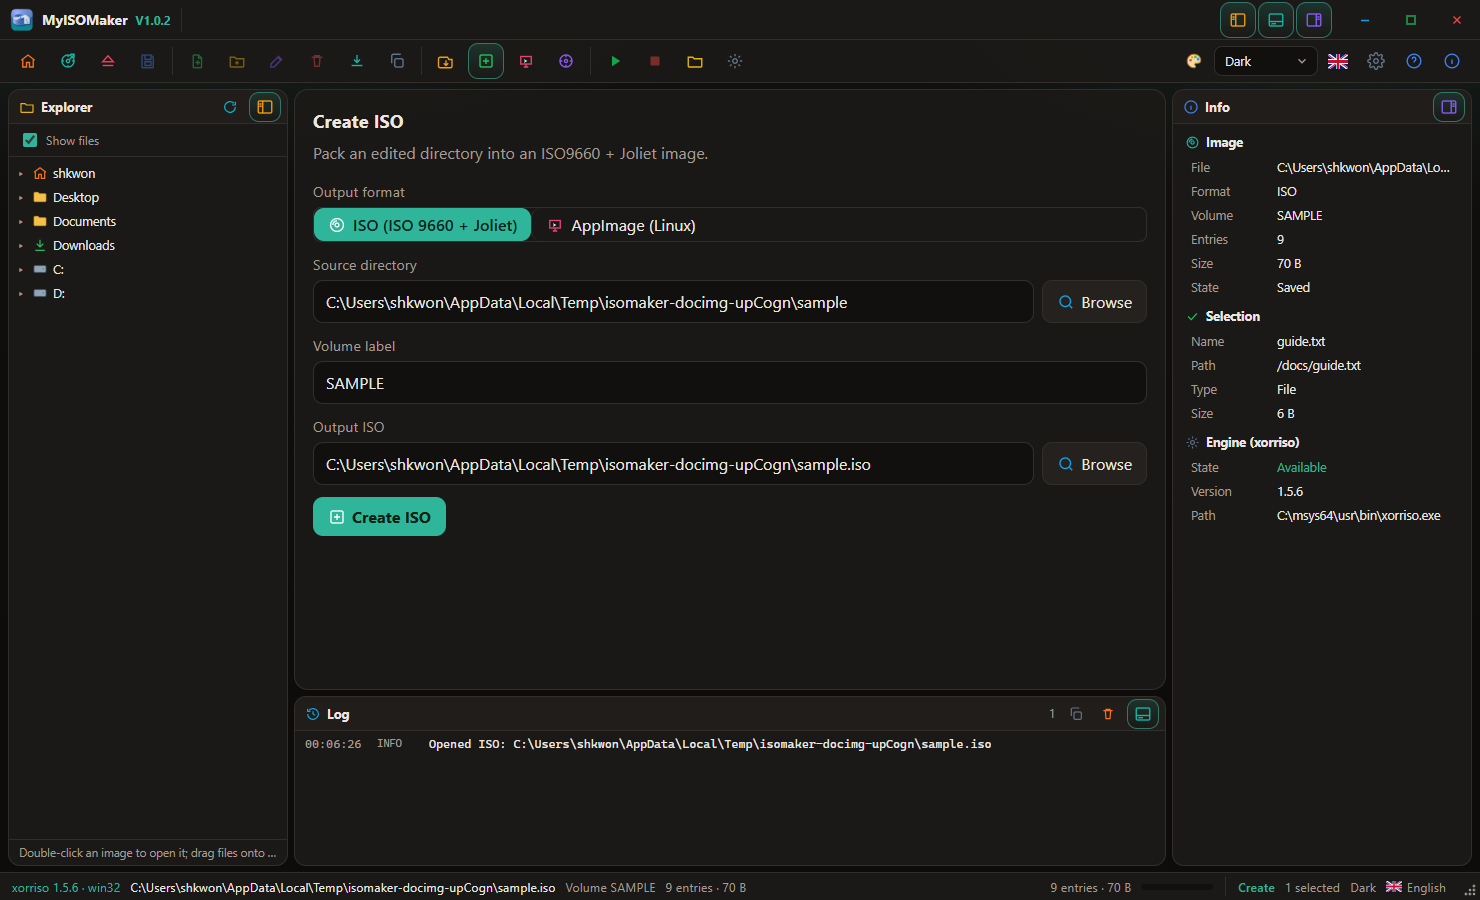 MyISOMaker V1.0.2
Dark
Explorer
Show files
shkwon
Desktop
Documents
Downloads
C:
D:
Double-click an image to open it; drag files onto ...
Create ISO
Pack an edited directory into an ISO9660 + Joliet image.
Output format
ISO (ISO 9660 + Joliet)
AppImage (Linux)
Source directory
C:\Users\shkwon\AppData\Local\Temp\isomaker-docimg-upCogn\sample
Browse
Volume label
SAMPLE
Output ISO
C:\Users\shkwon\AppData\Local\Temp\isomaker-docimg-upCogn\sample.iso
Browse
Create ISO
Log
1
00:06:26 INFO Opened ISO: C:\Users\shkwon\AppData\Local\Temp\isomaker-docimg-upCogn\sample.iso
Info
Image
File C:\Users\shkwon\AppData\Lo...
Format ISO
Volume SAMPLE
Entries 9
Size 70 B
State Saved
Selection
Name guide.txt
Path /docs/guide.txt
Type File
Size 6 B
Engine (xorriso)
State Available
Version 1.5.6
Path C:\msys64\usr\bin\xorriso.exe
xorriso 1.5.6 · win32 C:\Users\shkwon\AppData\Local\Temp\isomaker-docimg-upCogn\sample.iso Volume SAMPLE 9 entries · 70 B 9 entries · 70 B Create 1 selected Dark English